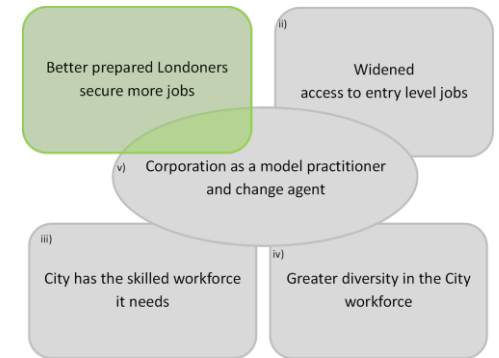 Better prepared Londoners
secure more jobs
ii)
Widened
access to entry level jobs
v)
Corporation as a model practitioner
and change agent
iii)
City has the skilled workforce
it needs
iv)
Greater diversity in the City
workforce